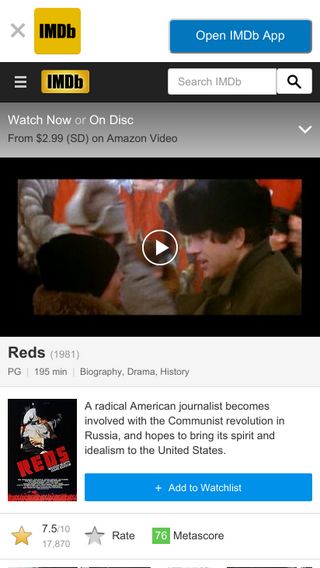 IMDb
Open IMDb App
IMDb
Search IMDb
Watch Now or On Disc
From $2.99 (SD) on Amazon Video
Reds (1981)
PG | 195 min | Biography, Drama, History
REDS
A radical American journalist becomes
involved with the Communist revolution in
Russia, and hopes to bring its spirit and
idealism to the United States.
+ Add to Watchlist
7.5/10
17,870
Rate
76 Metascore